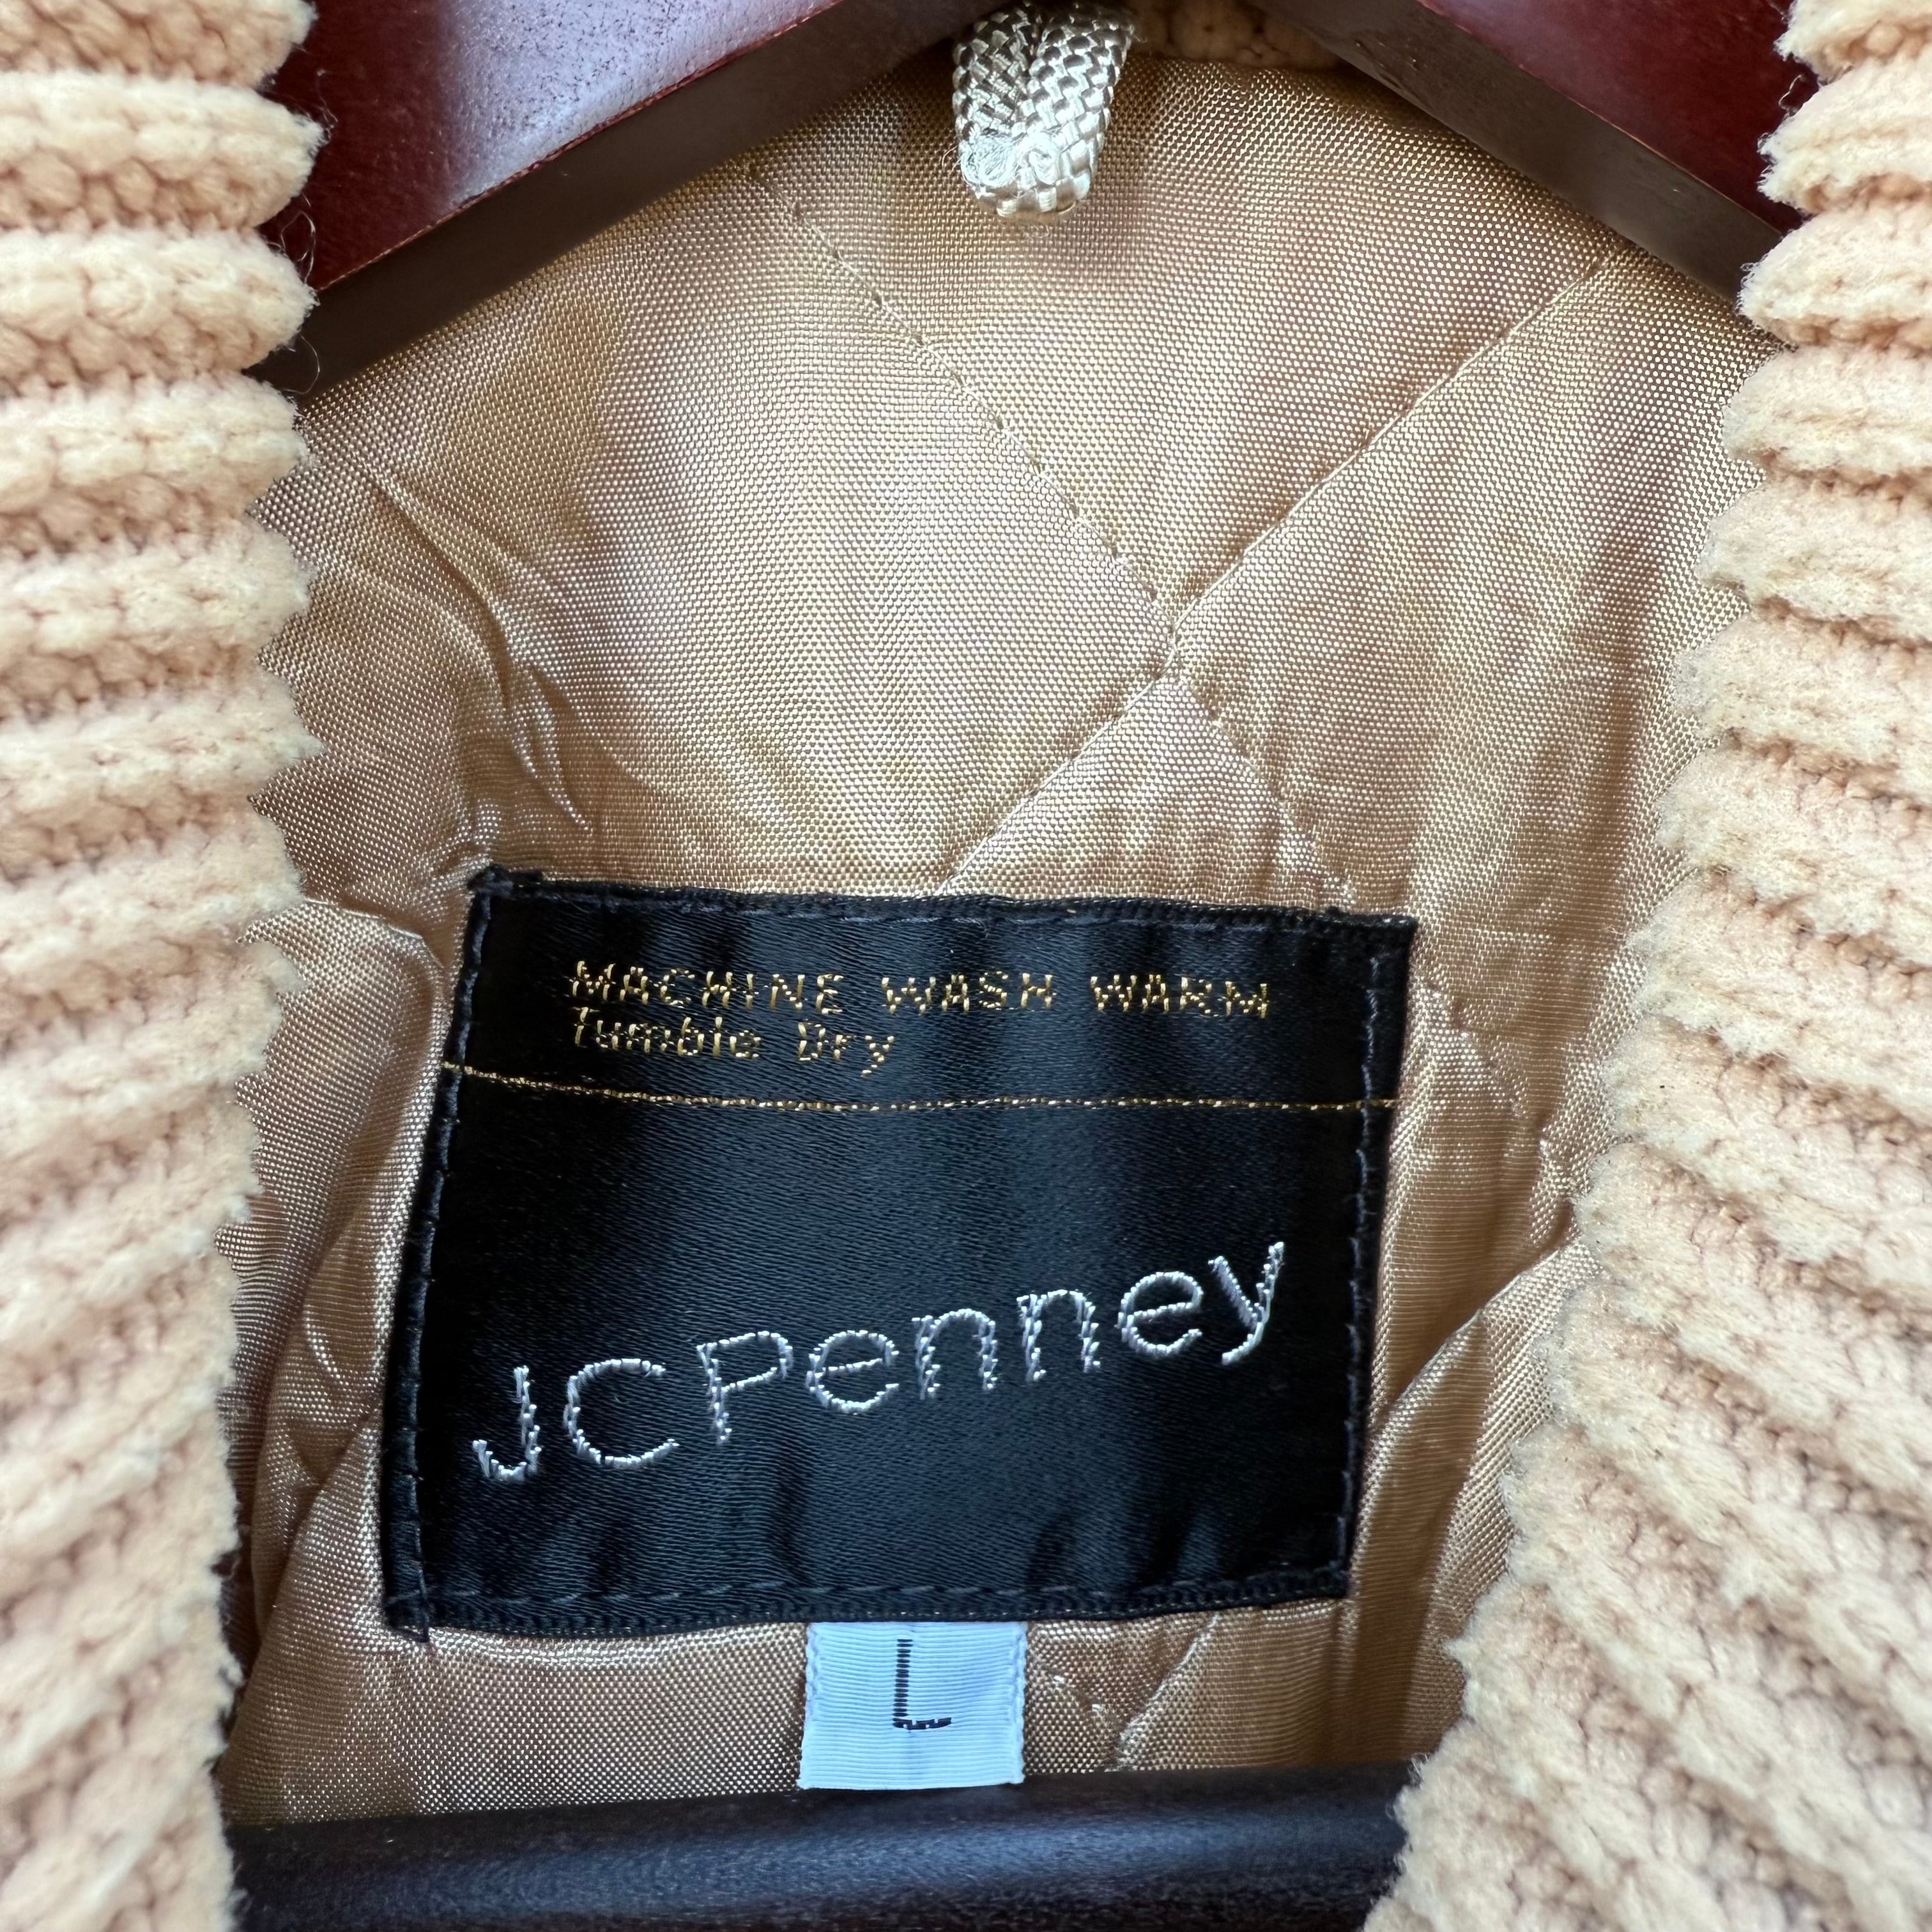 MACHINE WASH WARM
Tumble Dry
JCPenney
L